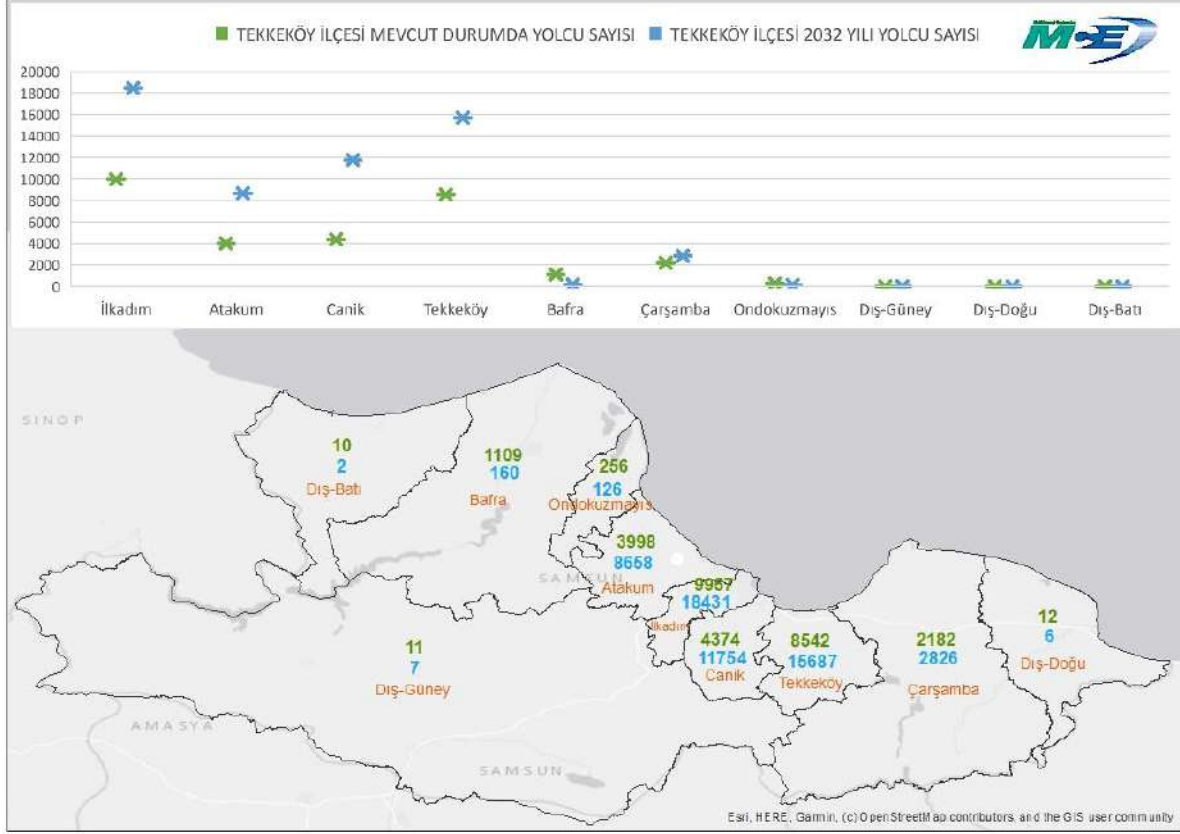 TEKKEKÖY İLÇESİ MEVCUT DURUMDA YOLCU SAYISI TEKKEKÖY İLÇESİ 2032 YILI YOLCU SAYISI
20000
18000
16000
14000
12000
10000
8000
6000
4000
2000
0
İlkadım Atakum Canik Tekkeköy Bafra Çarşamba Ondokuzmayıs Dış-Güney Dış-Doğu Dış-Batı
SINOP
10
2
Dış-Batı
1109
160
Bafra
256
126
Ondokuzmayıs
3998
8658
Atakum
SAMSUN
18431
İlkadım
4374
11754
Canik
8542
15687
Tekkeköy
2182
2826
Çarşamba
12
6
Dış-Doğu
11
7
Dış-Güney
AMASYA
SAMSUN
Esri, HERE, Garmin, (c) OpenStreetMap contributors, and the GIS user community